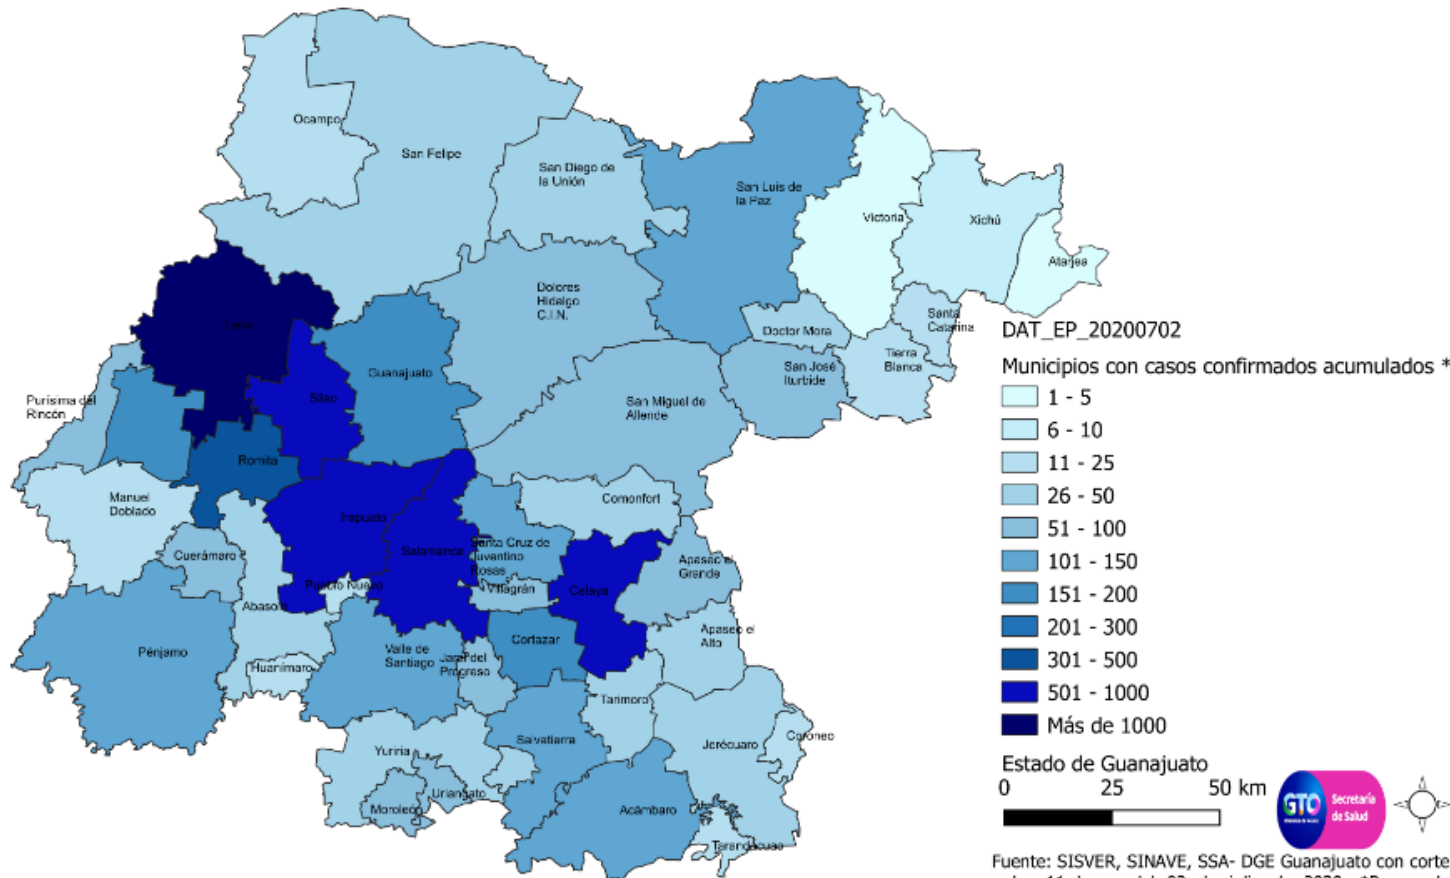 Ocampo
San Felipe
San Diego de
la Unión
San Luis de
la Paz
Victoria
Xichú
Atarjea
León
Silao
Guanajuato
Dolores
Hidalgo
C.I.N.
Doctor Mora
Santa
Catarina
Tierra
Blanca
San José
Iturbide
San Miguel de
Allende
Purísima del
Rincón
Romita
Manuel
Doblado
Cuerámaro
Irapuato
Salamanca
Santa Cruz de
Juventino
Rosas
Comonfort
Apaseo el
Grande
Celaya
Villagrán
Pueblo Nuevo
Abasolo
Pénjamo
Huanímaro
Valle de
Santiago
Jaral del
Progreso
Cortazar
Apaseo el
Alto
Tarimoro
Salvatierra
Yuriria
Uriangato
Moroleón
Acámbaro
Jerécuaro
Coroneo
Tarandacuao
DAT_EP_20200702
Municipios con casos confirmados acumulados *
1 - 5
6 - 10
11 - 25
26 - 50
51 - 100
101 - 150
151 - 200
201 - 300
301 - 500
501 - 1000
Más de 1000
Estado de Guanajuato
0 25 50 km
GTO
Secretaría
de Salud
Fuente: SISVER, SINAVE, SSA- DGE Guanajuato con corte